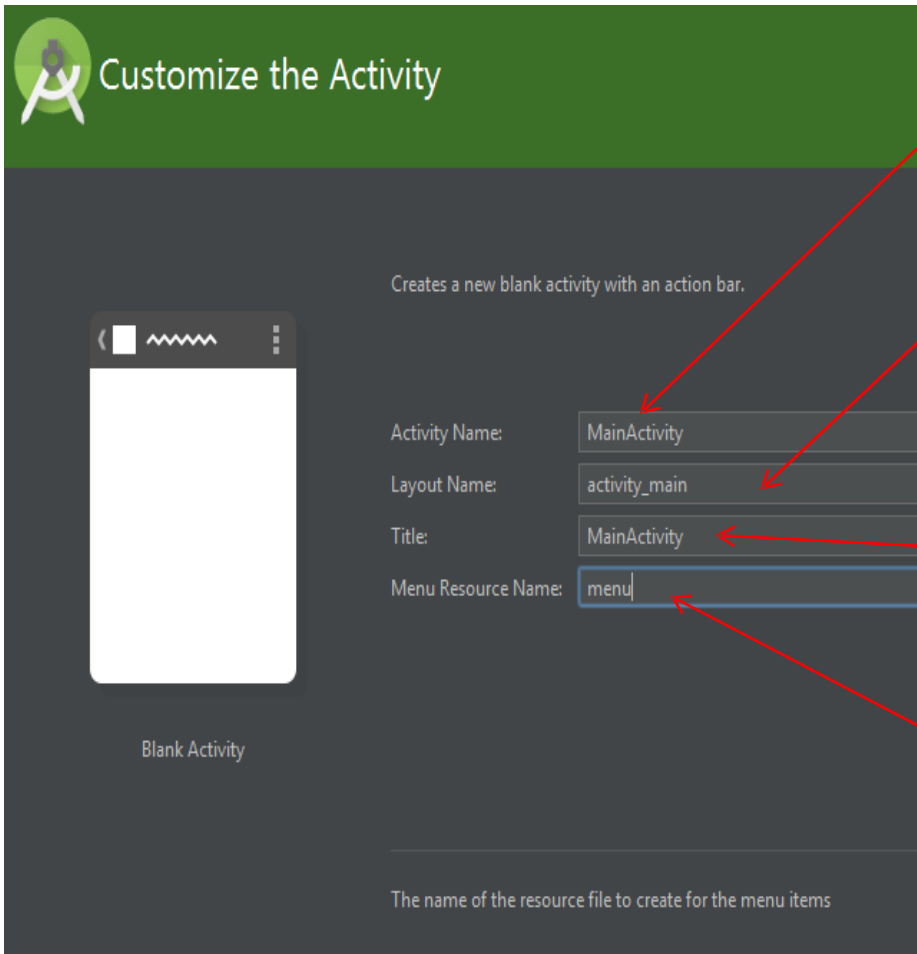 Customize the Activity
Creates a new blank activity with an action bar.
Activity Name: MainActivity
Layout Name: activity_main
Title: MainActivity
Menu Resource Name: menu
Blank Activity
The name of the resource file to create for the menu items